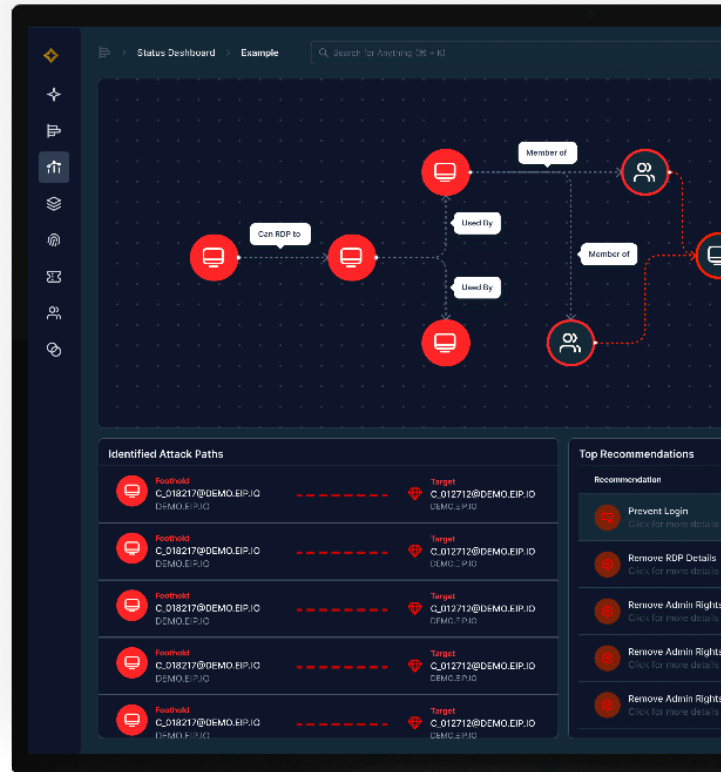 Status Dashboard > Example
Search for Anything (⌘ + K)
Member of
Can RDP to
Used By
Member of
Used By
Identified Attack Paths
Foothold
C_018217@DEMO.EIP.IO
DEMO.EIP.IO
Target
C_012712@DEMO.EIP.IO
DEMO.EIP.IO
Foothold
C_018217@DEMO.EIP.IO
DEMO.EIP.IO
Target
C_012712@DEMO.EIP.IO
DEMO.EIP.IO
Foothold
C_018217@DEMO.EIP.IO
DEMO.EIP.IO
Target
C_012712@DEMO.EIP.IO
DEMO.EIP.IO
Foothold
C_018217@DEMO.EIP.IO
DEMO.EIP.IO
Target
C_012712@DEMO.EIP.IO
DEMO.EIP.IO
Foothold
C_018217@DEMO.EIP.IO
DEMO.EIP.IO
Target
C_012712@DEMO.EIP.IO
DEMO.EIP.IO
Top Recommendations
Recommendation
Prevent Login
Click for more details
Remove RDP Details
Click for more details
Remove Admin Rights
Click for more details
Remove Admin Rights
Click for more details
Remove Admin Rights
Click for more details